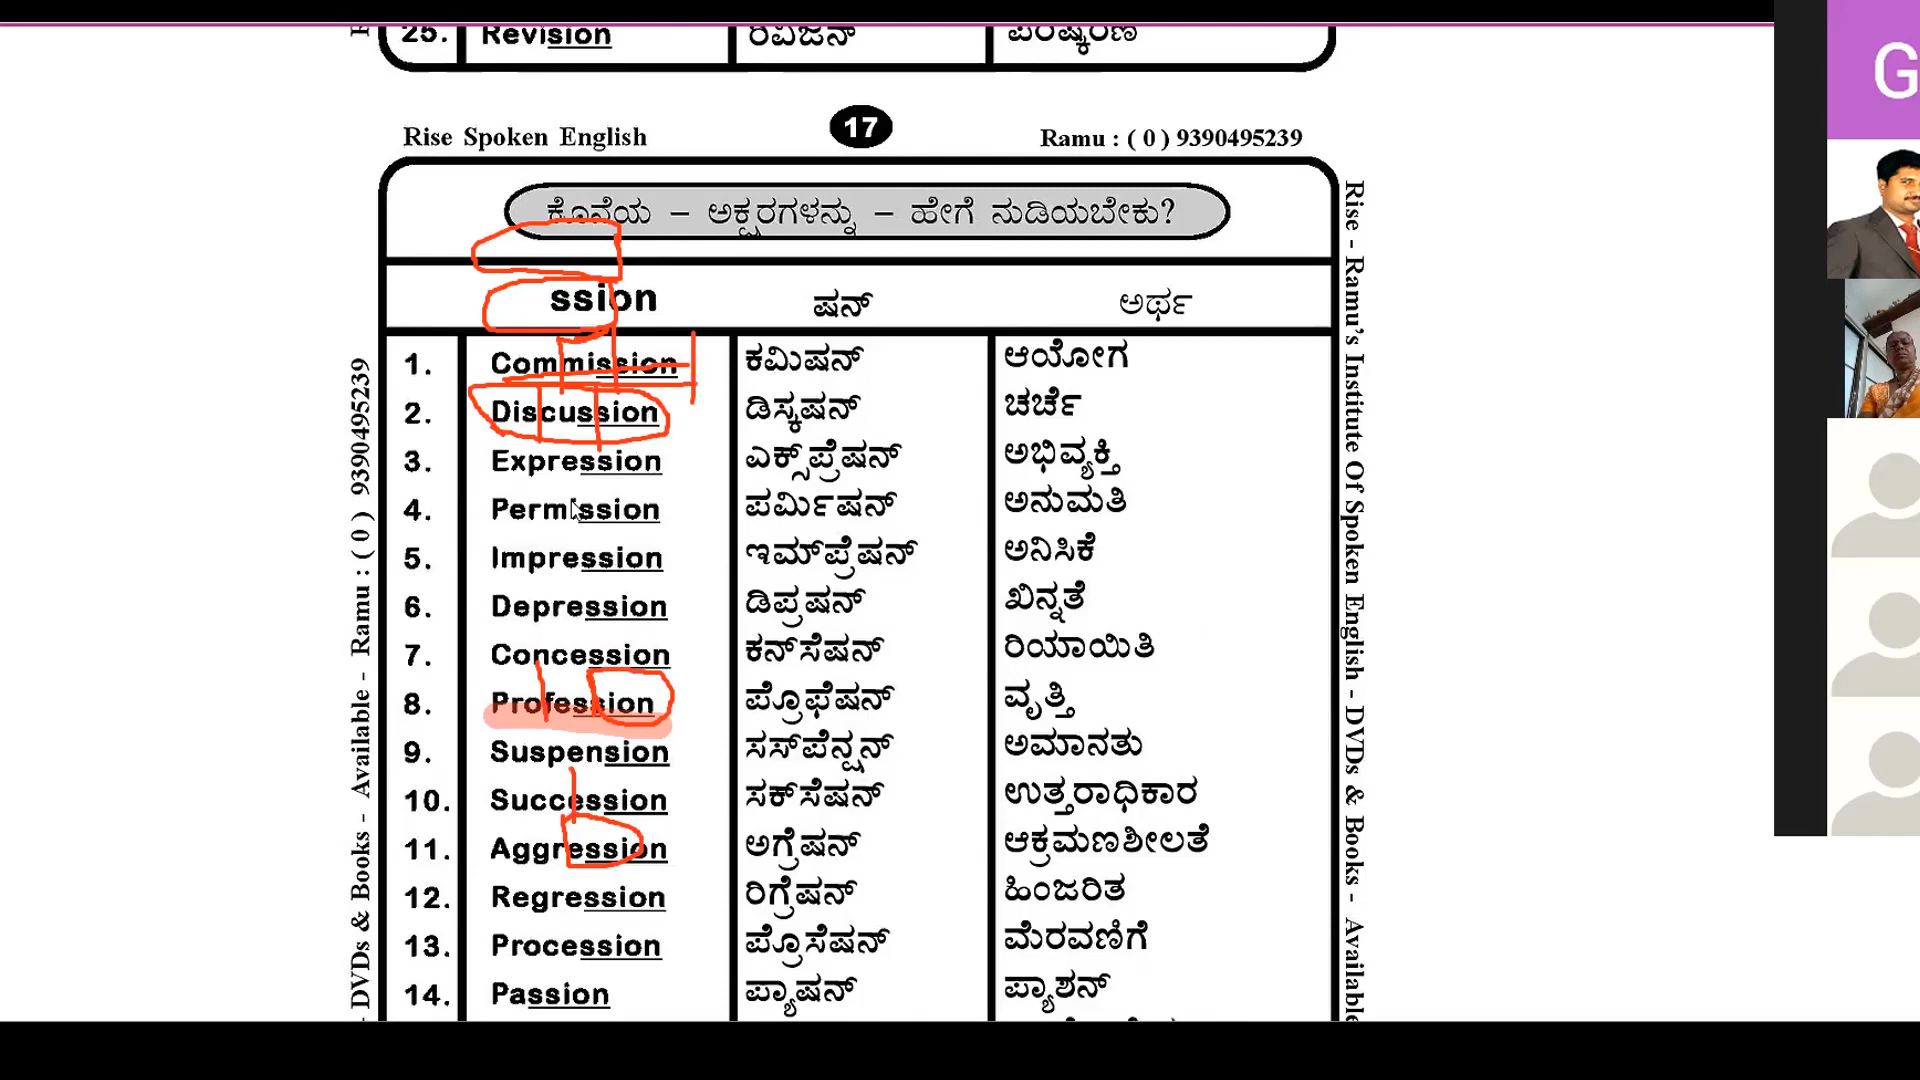 25. Revision ರಿವಿಜನ್ ಪರಿಷ್ಕರಣ
Rise Spoken English 17 Ramu : ( 0 ) 9390495239
ಕೊನೆಯ – ಅಕ್ಷರಗಳನ್ನು – ಹೇಗೆ ನುಡಿಯಬೇಕು?
ssion ಷನ್ ಅರ್ಥ
1. Commission ಕಮಿಷನ್ ಆಯೋಗ
2. Discussion ಡಿಸ್ಕಷನ್ ಚರ್ಚೆ
3. Expression ಎಕ್ಸ್‌ಪ್ರೆಷನ್ ಅಭಿವ್ಯಕ್ತಿ
4. Permission ಪರ್ಮಿಷನ್ ಅನುಮತಿ
5. Impression ಇಮ್‌ಪ್ರೆಷನ್ ಅನಿಸಿಕೆ
6. Depression ಡಿಪ್ರಷನ್ ಖಿನ್ನತೆ
7. Concession ಕನ್‌ಸೆಷನ್ ರಿಯಾಯಿತಿ
8. Profession ಪ್ರೊಫೆಷನ್ ವೃತ್ತಿ
9. Suspension ಸಸ್‌ಪೆನ್ಷನ್ ಅಮಾನತು
10. Succession ಸಕ್‌ಸೆಷನ್ ಉತ್ತರಾಧಿಕಾರ
11. Aggression ಅಗ್ರೆಷನ್ ಆಕ್ರಮಣಶೀಲತೆ
12. Regression ರಿಗ್ರೆಷನ್ ಹಿಂಜರಿತ
13. Procession ಪ್ರೊಸೆಷನ್ ಮೆರವಣಿಗೆ
14. Passion ಪ್ಯಾಷನ್ ಪ್ಯಾಶನ್
- DVDs & Books - Available - Ramu : ( 0 ) 9390495239
Rise - Ramu's Institute Of Spoken English - DVDs & Books - Available
G